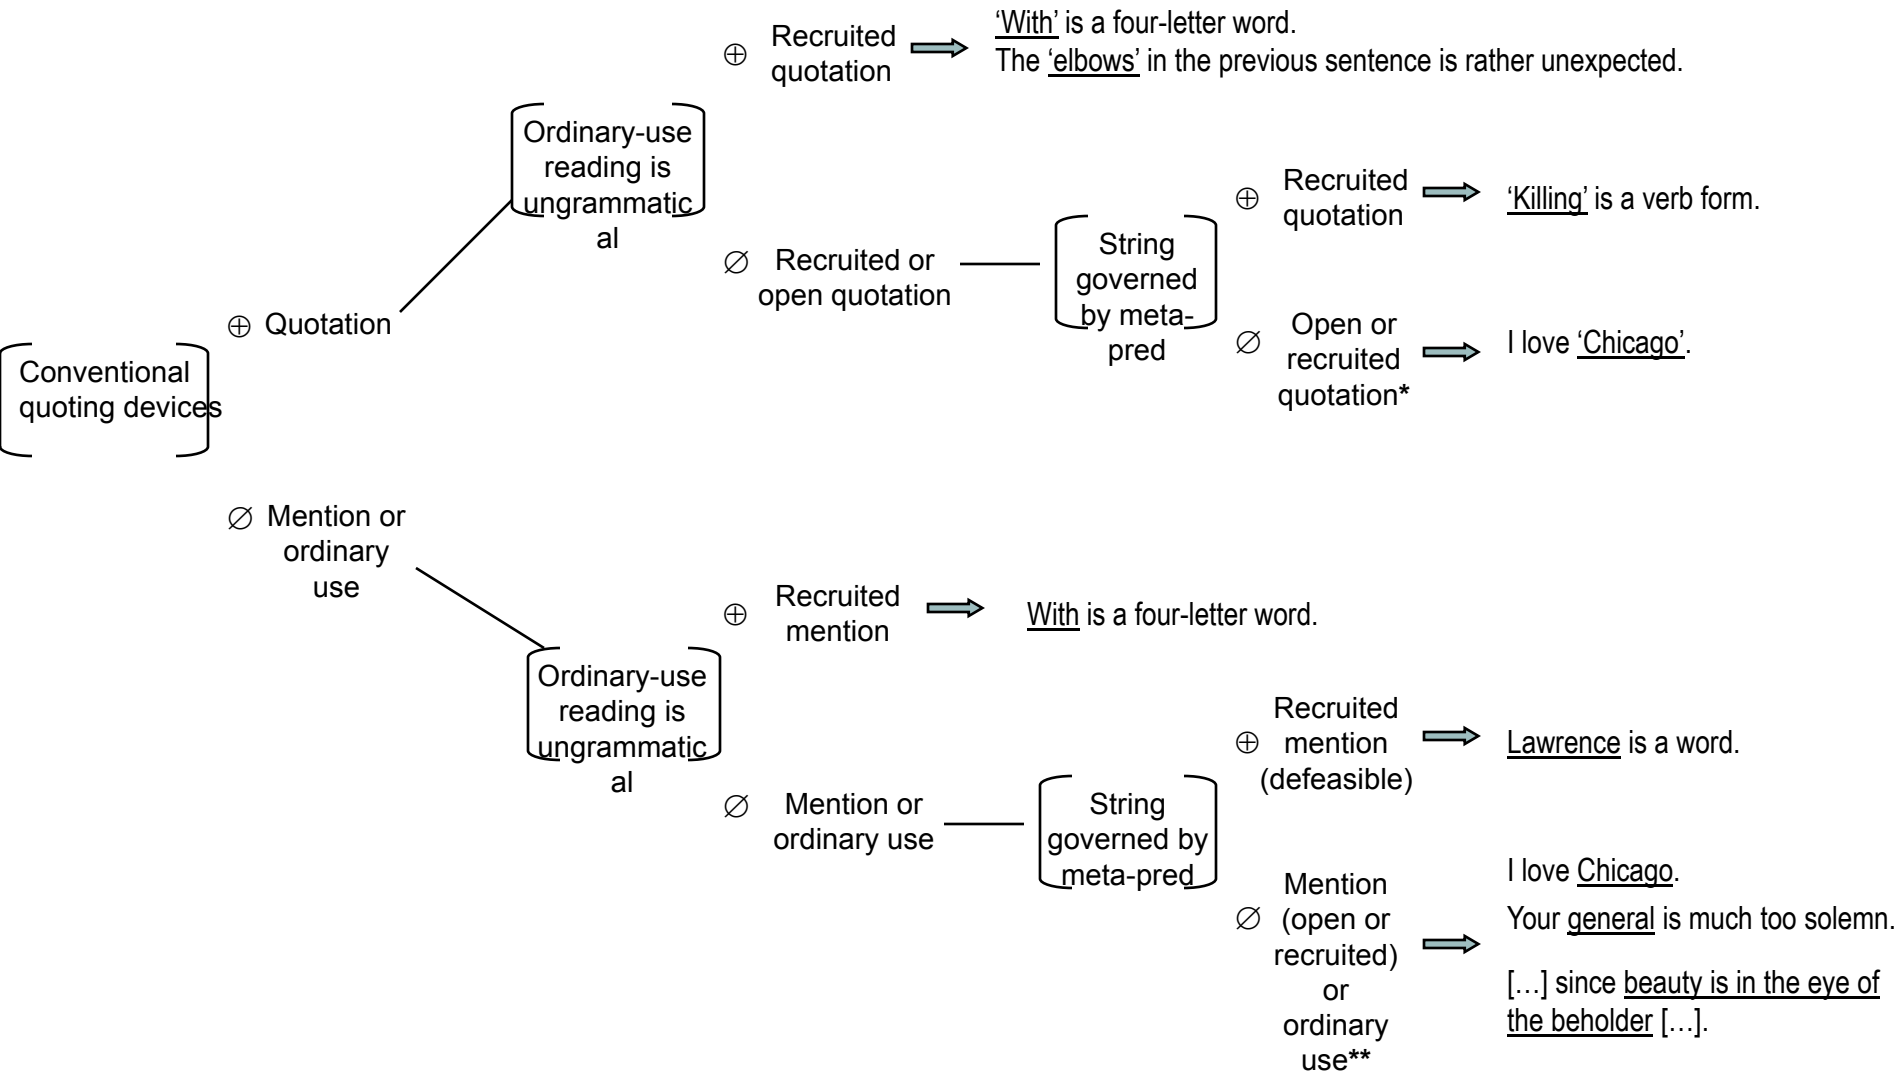 ‘With’ is a four-letter word.
The ‘elbows’ in the previous sentence is rather unexpected.
⊕ Recruited
quotation
Ordinary-use
reading is
ungrammatic
al
⊕ Recruited
quotation
‘Killing’ is a verb form.
∅ Recruited or
open quotation
String
governed
by meta-
pred
∅ Open or
recruited
quotation*
I love ‘Chicago’.
⊕ Quotation
Conventional
quoting devices
∅ Mention or
ordinary
use
⊕ Recruited
mention
With is a four-letter word.
Ordinary-use
reading is
ungrammatic
al
⊕ Recruited
mention
(defeasible)
Lawrence is a word.
∅ Mention or
ordinary use
String
governed by
meta-pred
∅ Mention
(open or
recruited)
or
ordinary
use**
I love Chicago.
Your general is much too solemn.
[…] since beauty is in the eye of
the beholder […].